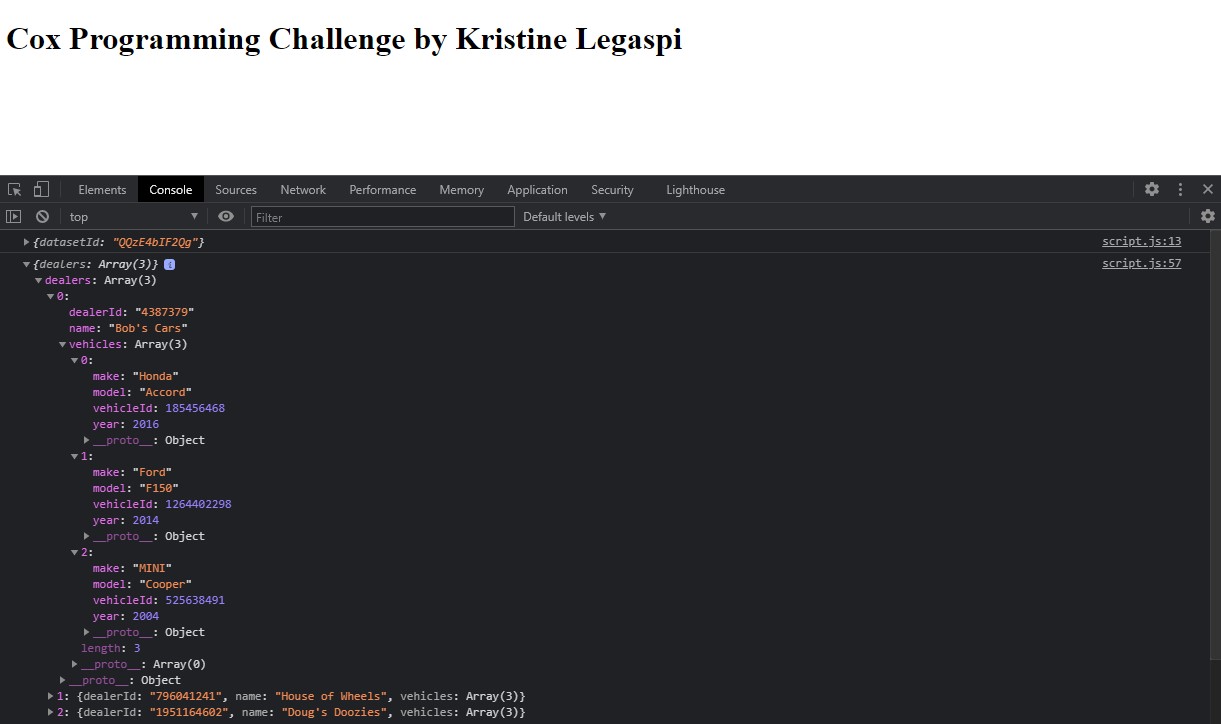 Cox Programming Challenge by Kristine Legaspi
Elements Console Sources Network Performance Memory Application Security Lighthouse
top Filter Default levels
{datasetId: "QQzE4bIF2Qg"} script.js:13
{dealers: Array(3)} i script.js:57
dealers: Array(3)
0:
dealerId: "4387379"
name: "Bob's Cars"
vehicles: Array(3)
0:
make: "Honda"
model: "Accord"
vehicleId: 185456468
year: 2016
__proto__: Object
1:
make: "Ford"
model: "F150"
vehicleId: 1264402298
year: 2014
__proto__: Object
2:
make: "MINI"
model: "Cooper"
vehicleId: 525638491
year: 2004
__proto__: Object
length: 3
__proto__: Array(0)
__proto__: Object
1: {dealerId: "796041241", name: "House of Wheels", vehicles: Array(3)}
2: {dealerId: "1951164602", name: "Doug's Doozies", vehicles: Array(3)}